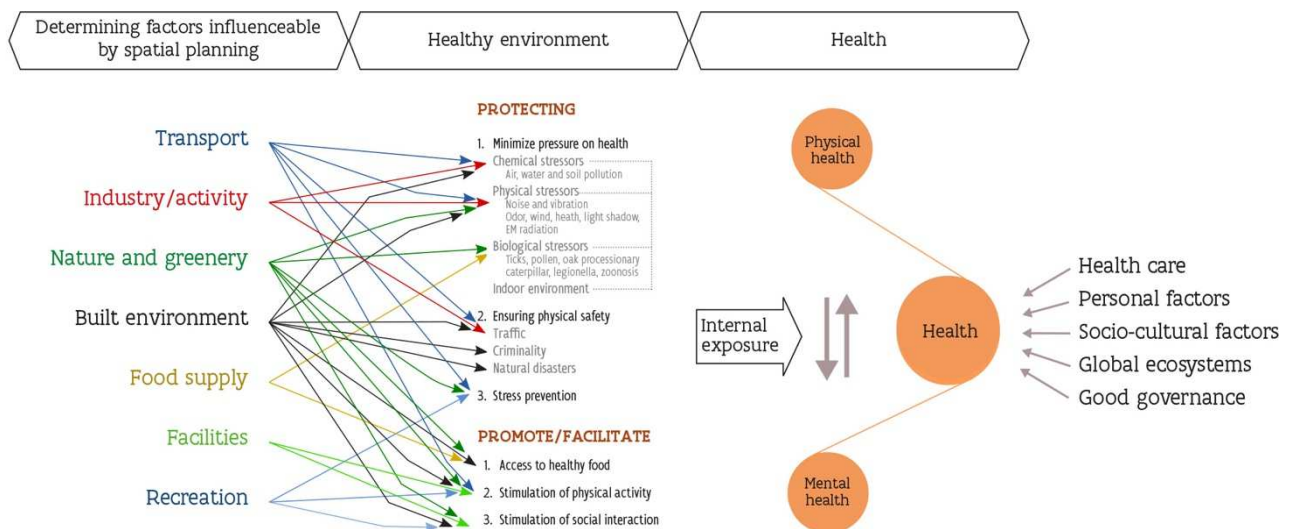 Determining factors influenceable
by spatial planning
Healthy environment
Health
Transport
Industry/activity
Nature and greenery
Built environment
Food supply
Facilities
Recreation
PROTECTING
1. Minimize pressure on health
Chemical stressors
Air, water and soil pollution
Physical stressors
Noise and vibration
Odor, wind, heath, light shadow,
EM radiation
Biological stressors
Ticks, pollen, oak processionary
caterpillar, legionella, zoonosis
Indoor environment
2. Ensuring physical safety
Traffic
Criminality
Natural disasters
3. Stress prevention
PROMOTE/FACILITATE
1. Access to healthy food
2. Stimulation of physical activity
3. Stimulation of social interaction
Internal
exposure
Physical
health
Health
Mental
health
Health care
Personal factors
Socio-cultural factors
Global ecosystems
Good governance